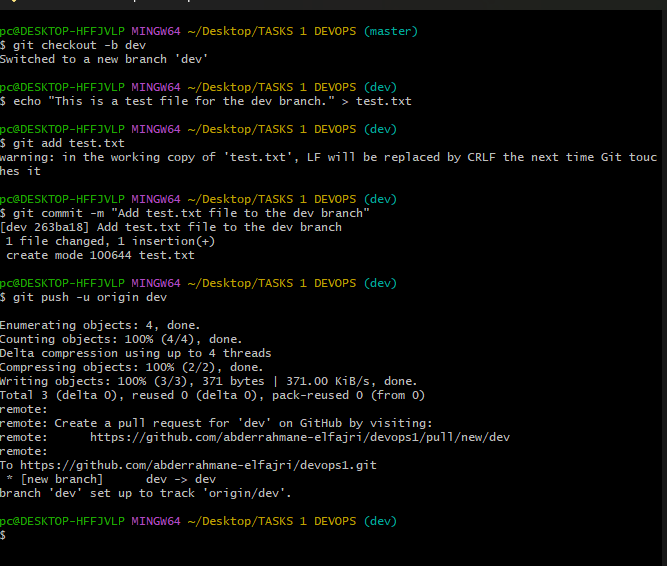 pc@DESKTOP-HFFJVLP MINGW64 ~/Desktop/TASKS 1 DEVOPS (master)
$ git checkout -b dev
Switched to a new branch 'dev'
pc@DESKTOP-HFFJVLP MINGW64 ~/Desktop/TASKS 1 DEVOPS (dev)
$ echo "This is a test file for the dev branch." > test.txt
pc@DESKTOP-HFFJVLP MINGW64 ~/Desktop/TASKS 1 DEVOPS (dev)
$ git add test.txt
warning: in the working copy of 'test.txt', LF will be replaced by CRLF the next time Git touc
hes it
pc@DESKTOP-HFFJVLP MINGW64 ~/Desktop/TASKS 1 DEVOPS (dev)
$ git commit -m "Add test.txt file to the dev branch"
[dev 263ba18] Add test.txt file to the dev branch
 1 file changed, 1 insertion(+)
 create mode 100644 test.txt
pc@DESKTOP-HFFJVLP MINGW64 ~/Desktop/TASKS 1 DEVOPS (dev)
$ git push -u origin dev
Enumerating objects: 4, done.
Counting objects: 100% (4/4), done.
Delta compression using up to 4 threads
Compressing objects: 100% (2/2), done.
Writing objects: 100% (3/3), 371 bytes | 371.00 KiB/s, done.
Total 3 (delta 0), reused 0 (delta 0), pack-reused 0 (from 0)
remote:
remote: Create a pull request for 'dev' on GitHub by visiting:
remote:      https://github.com/abderrahmane-elfajri/devops1/pull/new/dev
remote:
To https://github.com/abderrahmane-elfajri/devops1.git
 * [new branch]      dev -> dev
branch 'dev' set up to track 'origin/dev'.
pc@DESKTOP-HFFJVLP MINGW64 ~/Desktop/TASKS 1 DEVOPS (dev)
$